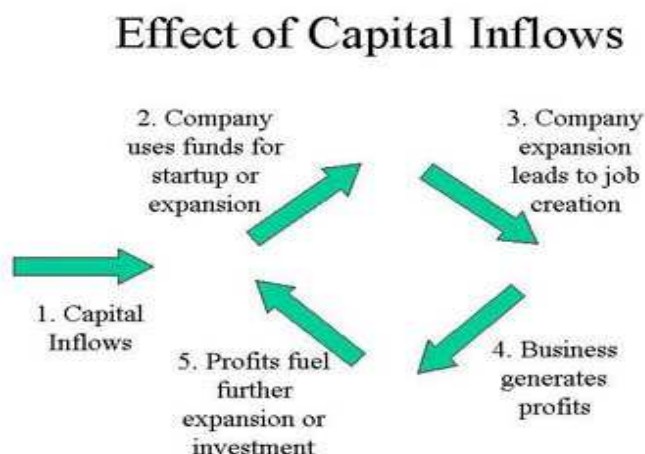 Effect of Capital Inflows
2. Company
uses funds for
startup or
expansion
3. Company
expansion
leads to job
creation
1. Capital
Inflows
5. Profits fuel
further
expansion or
investment
4. Business
generates
profits